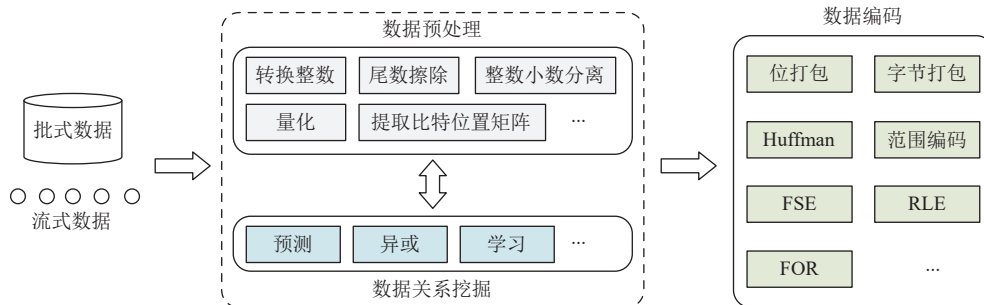 数据预处理
数据编码
转换整数 尾数擦除 整数小数分离
量化 提取比特位置矩阵 ...
批式数据
流式数据
预测 异或 学习 ...
数据关系挖掘
位打包 字节打包
Huffman 范围编码
FSE RLE
FOR ...